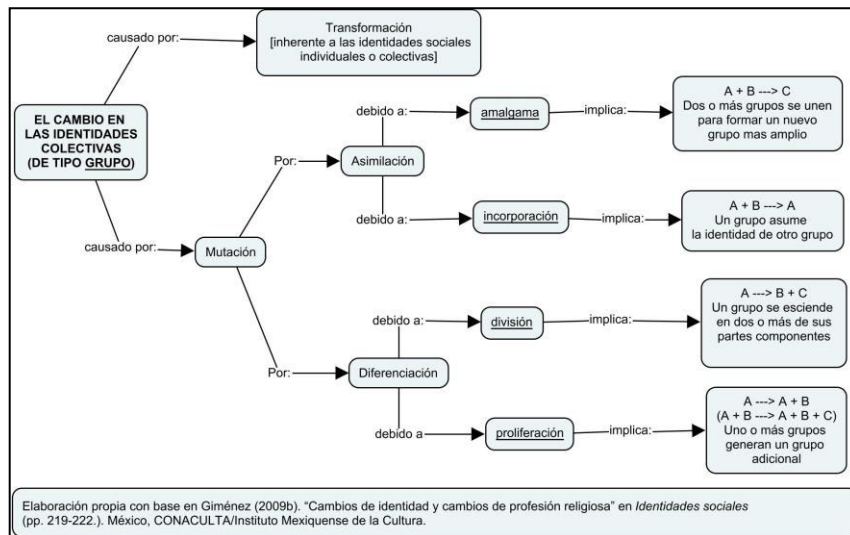 causado por:
Transformación
[inherente a las identidades sociales
individuales o colectivas]
EL CAMBIO EN
LAS IDENTIDADES
COLECTIVAS
(DE TIPO GRUPO)
causado por:
Mutación
Por:
Asimilación
debido a:
amalgama
implica:
A + B ---> C
Dos o más grupos se unen
para formar un nuevo
grupo mas amplio
debido a:
incorporación
implica:
A + B ---> A
Un grupo asume
la identidad de otro grupo
Por:
Diferenciación
debido a:
división
implica:
A ---> B + C
Un grupo se esciende
en dos o más de sus
partes componentes
debido a
proliferación
implica:
A ---> A + B
(A + B ---> A + B + C)
Uno o más grupos
generan un grupo
adicional
Elaboración propia con base en Giménez (2009b). “Cambios de identidad y cambios de profesión religiosa” en Identidades sociales
(pp. 219-222.). México, CONACULTA/Instituto Mexiquense de la Cultura.